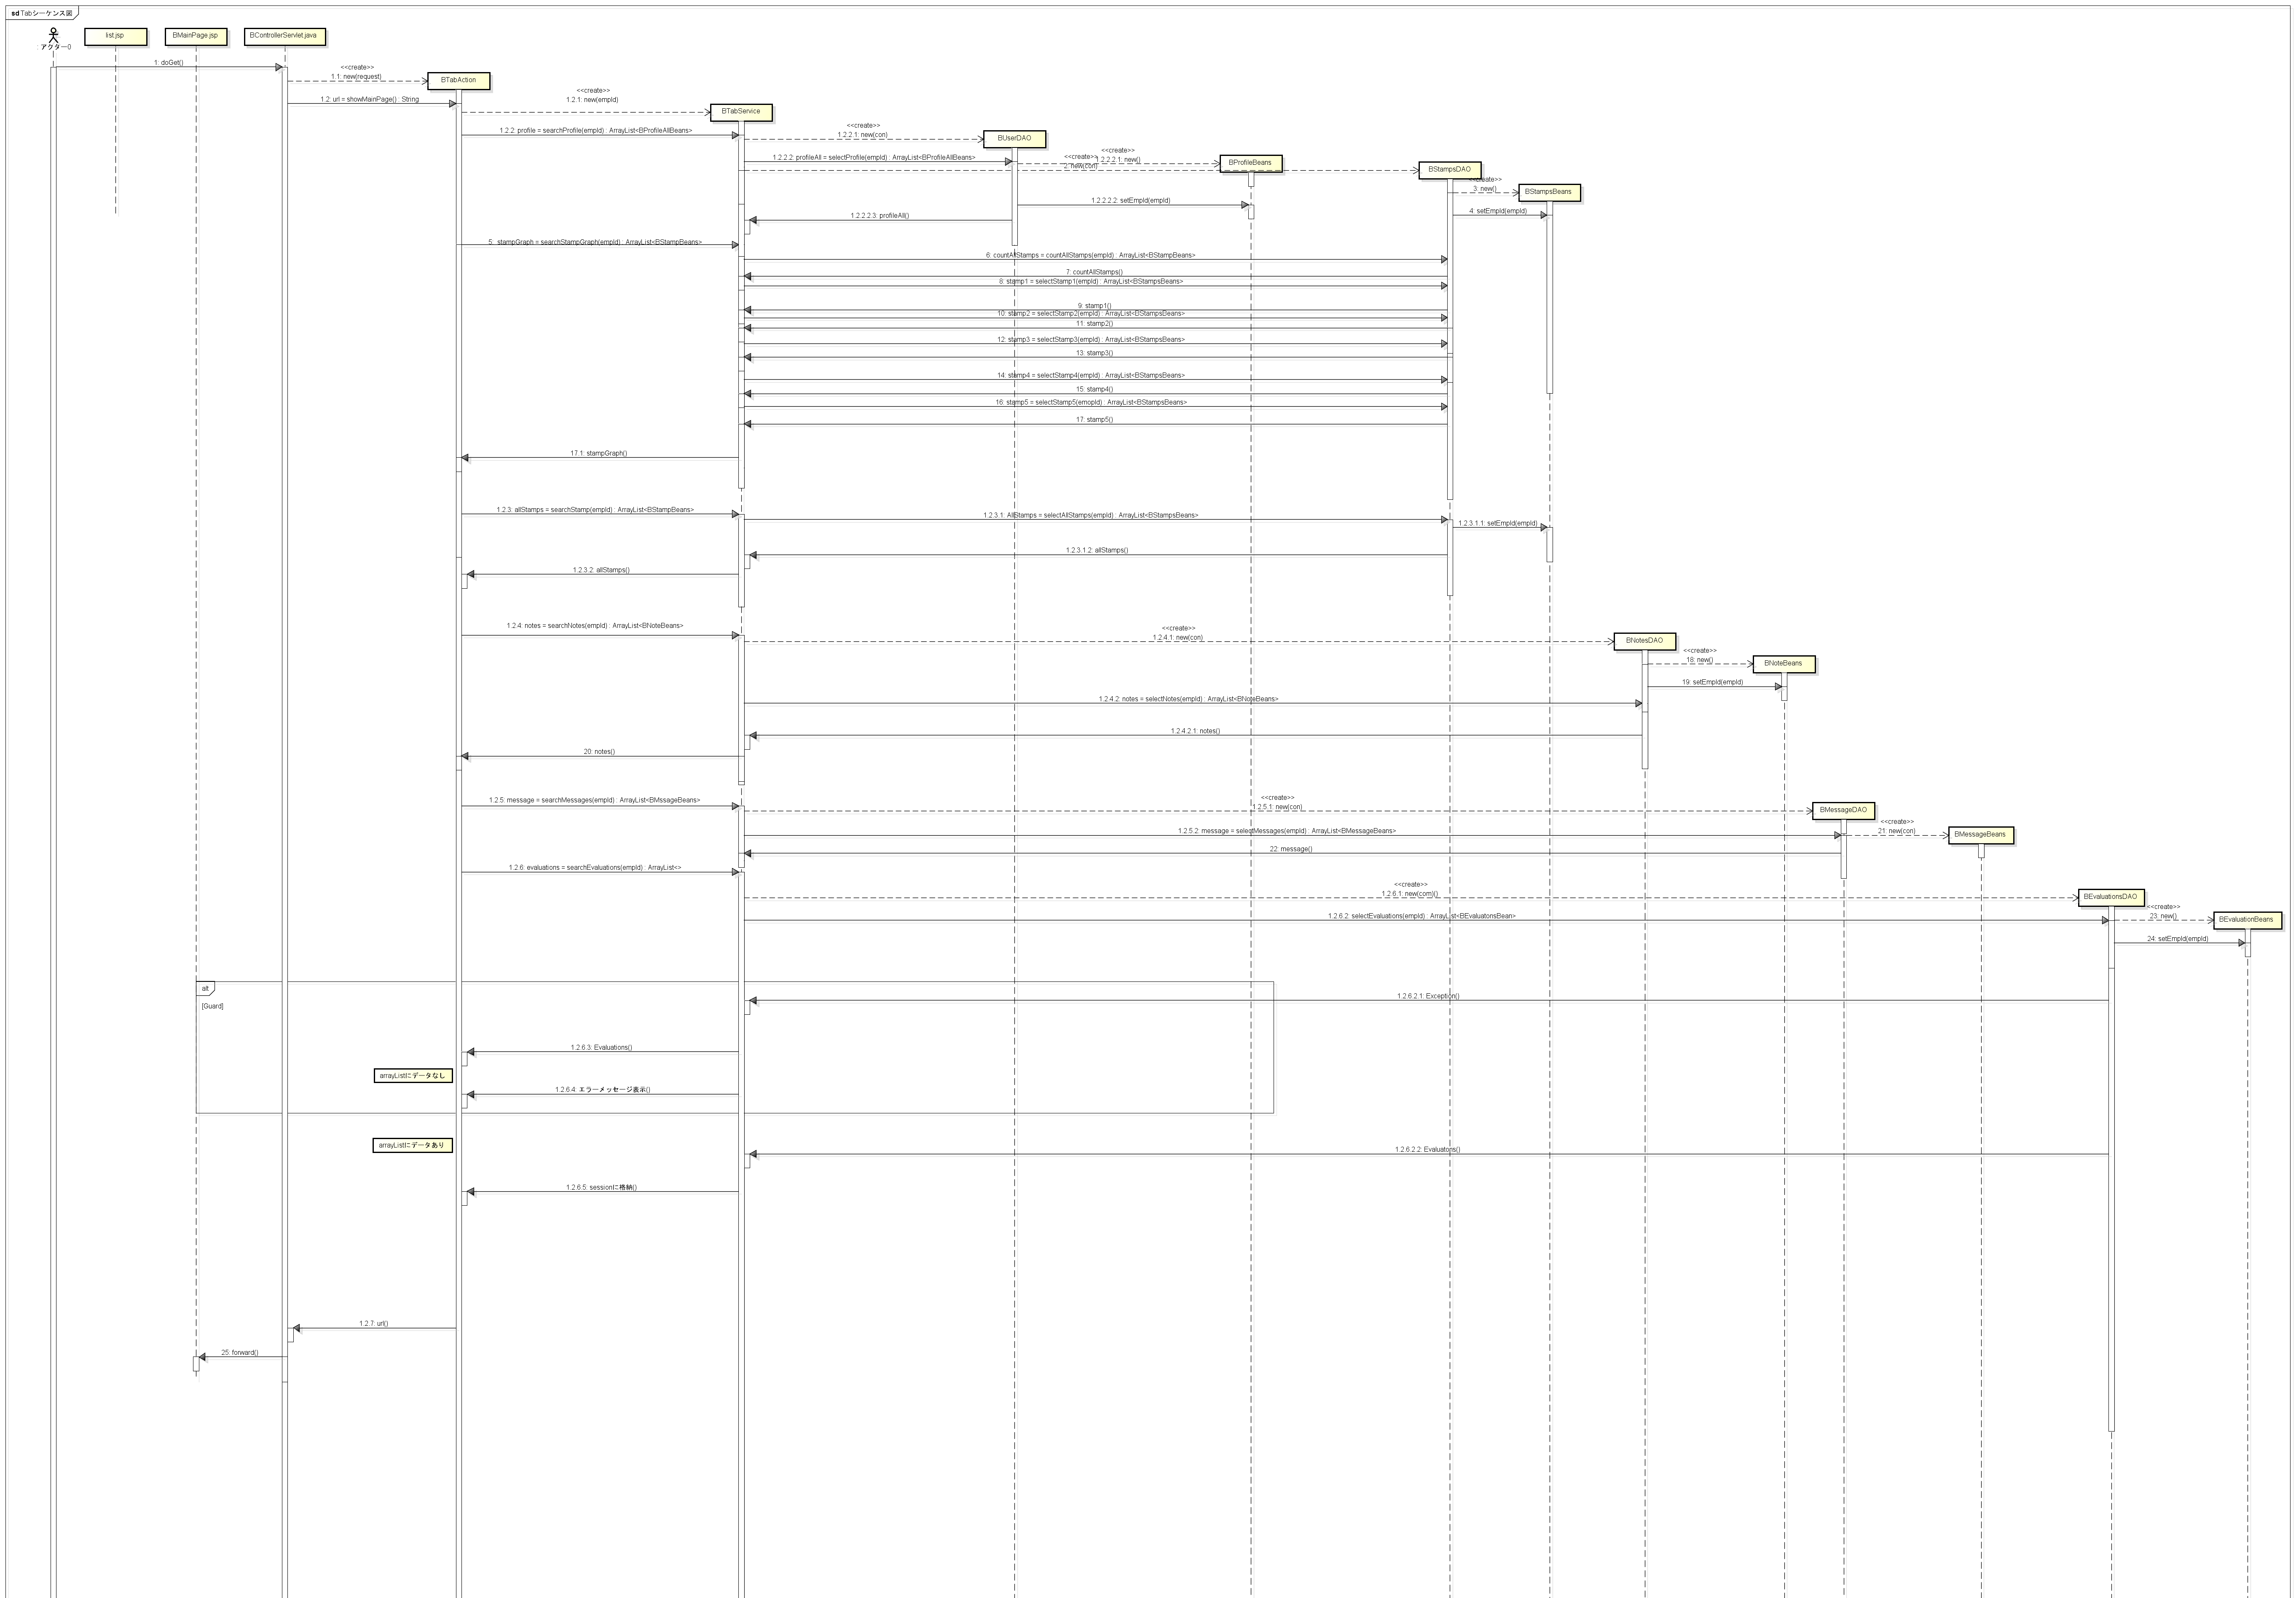 sd Tabシーケンス図
: アクター0
list.jsp
BMainPage.jsp
BControllerServlet.java
1: doGet()
<<create>>
1.1: new(request)
BTabAction
1.2: url = showMainPage() : String
<<create>>
1.2.1: new(empId)
BTabService
1.2.2: profile = searchProfile(empId) : ArrayList<BProfileAllBeans>
<<create>>
1.2.2.1: new(con)
BUserDAO
1.2.2.2: profileAll = selectProfile(empId) : ArrayList<BProfileAllBeans>
<<create>>
1.2.2.2.1: new()
BProfileBeans
<<create>>
2: new(con)
BStampsDAO
<<create>>
3: new()
BStampsBeans
1.2.2.2.2: setEmpId(empId)
4: setEmpId(empId)
1.2.2.2.3: profileAll()
5: stampGraph = searchStampGraph(empId) : ArrayList<BStampBeans>
6: countAllStamps = countAllStamps(empId) : ArrayList<BStampBeans>
7: countAllStamps()
8: stamp1 = selectStamp1(empId) : ArrayList<BStampsBeans>
9: stamp1()
10: stamp2 = selectStamp2(empId) : ArrayList<BStampsBeans>
11: stamp2()
12: stamp3 = selectStamp3(empId) : ArrayList<BStampsBeans>
13: stamp3()
14: stamp4 = selectStamp4(empId) : ArrayList<BStampsBeans>
15: stamp4()
16: stamp5 = selectStamp5(emopId) : ArrayList<BStampsBeans>
17: stamp5()
17.1: stampGraph()
1.2.3: allStamps = searchStamp(empId) : ArrayList<BStampBeans>
1.2.3.1: AllStamps = selectAllStamps(empId) : ArrayList<BStampsBeans>
1.2.3.1.1: setEmpId(empId)
1.2.3.1.2: allStamps()
1.2.3.2: allStamps()
1.2.4: notes = searchNotes(empId) : ArrayList<BNoteBeans>
<<create>>
1.2.4.1: new(con)
BNotesDAO
<<create>>
18: new()
BNoteBeans
19: setEmpId(empId)
1.2.4.2: notes = selectNotes(empId) : ArrayList<BNoteBeans>
1.2.4.2.1: notes()
20: notes()
1.2.5: message = searchMessages(empId) : ArrayList<BMssageBeans>
<<create>>
1.2.5.1: new(con)
BMessageDAO
1.2.5.2: message = selectMessages(empId) : ArrayList<BMessageBeans>
<<create>>
21: new(con)
BMessageBeans
22: message()
1.2.6: evaluations = searchEvaluations(empId) : ArrayList<>
<<create>>
1.2.6.1: new(com)()
BEvaluationsDAO
1.2.6.2: selectEvaluations(empId) : ArrayList<BEvaluatonsBean>
<<create>>
23: new()
BEvaluationBeans
24: setEmpId(empId)
alt
[Guard]
1.2.6.2.1: Exception()
1.2.6.3: Evaluations()
arrayListにデータなし
1.2.6.4: エラーメッセージ表示()
arrayListにデータあり
1.2.6.2.2: Evaluatons()
1.2.6.5: sessionに格納()
1.2.7: url()
25: forward()